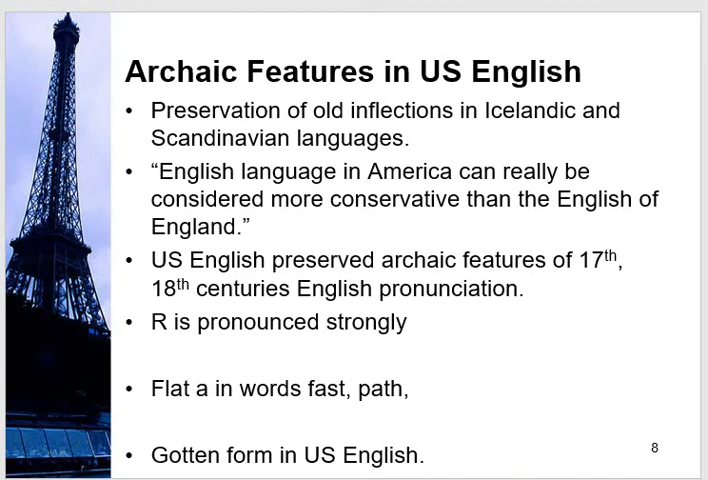 Archaic Features in US English
• Preservation of old inflections in Icelandic and
Scandinavian languages.
• “English language in America can really be
considered more conservative than the English of
England.”
• US English preserved archaic features of 17th,
18th centuries English pronunciation.
• R is pronounced strongly
• Flat a in words fast, path,
• Gotten form in US English.
8